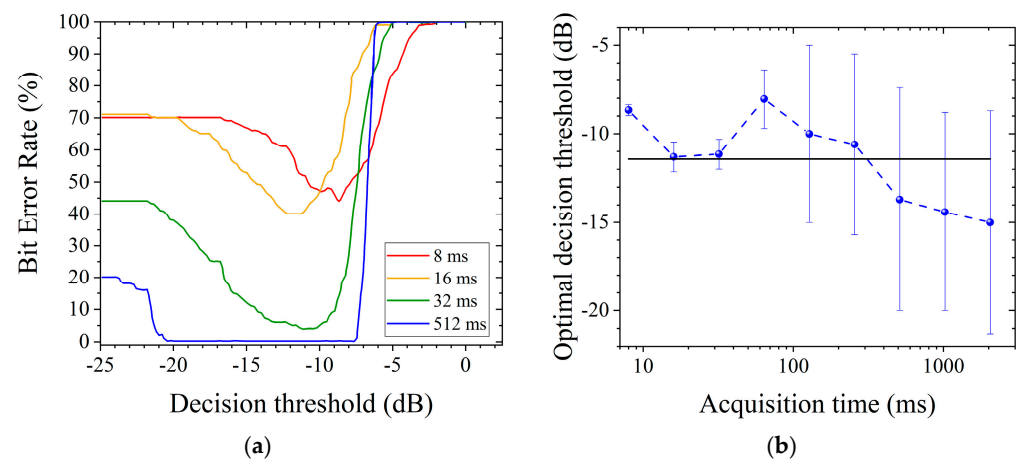 Bit Error Rate (%)
100
90
80
70
60
50
40
30
20
10
0
8 ms
16 ms
32 ms
512 ms
-25
-20
-15
-10
-5
0
Decision threshold (dB)
(a)
Optimal decision threshold (dB)
-5
-10
-15
-20
10
100
1000
Acquisition time (ms)
(b)